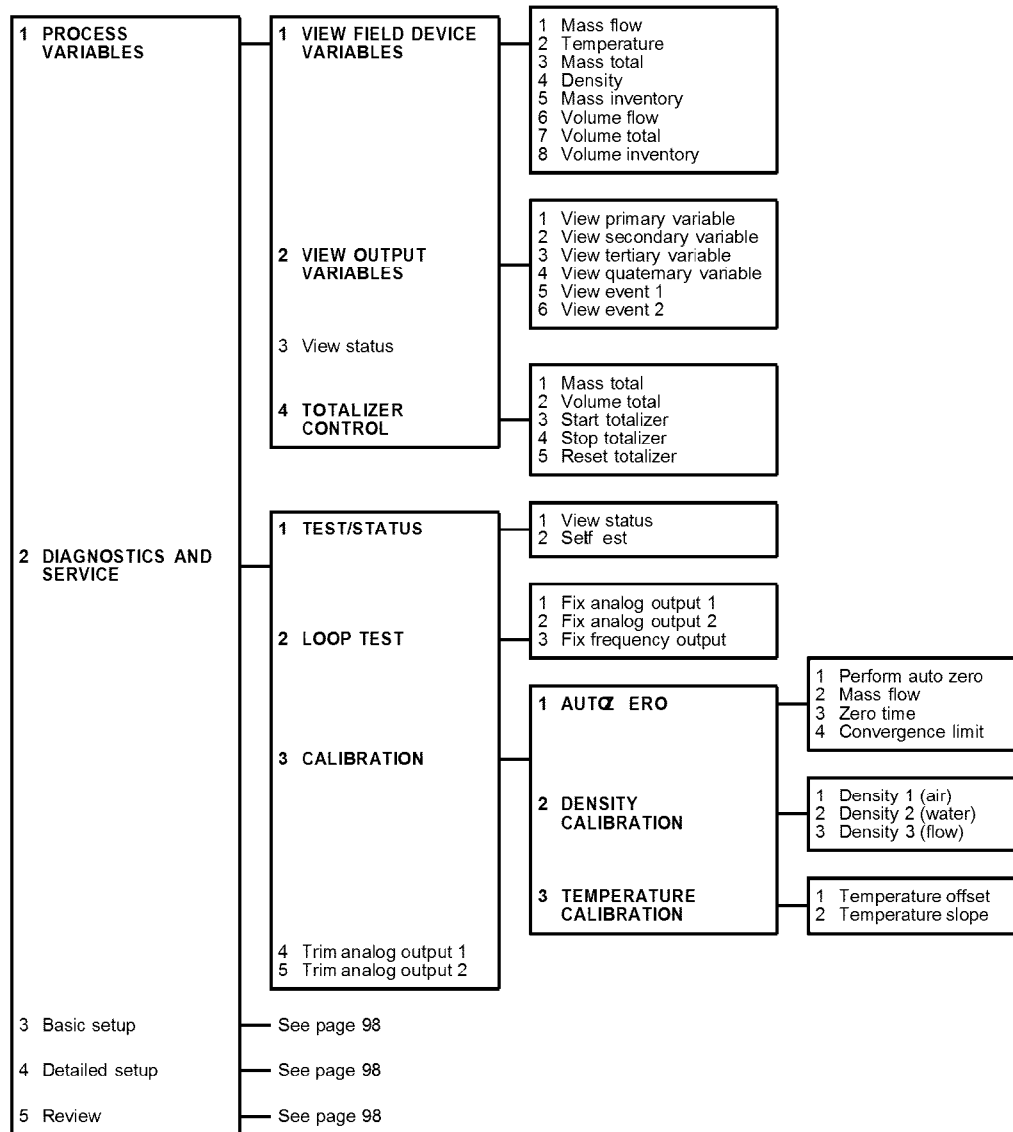 1 PROCESS
VARIABLES
1 VIEW FIELD DEVICE
VARIABLES
1 Mass flow
2 Temperature
3 Mass total
4 Density
5 Mass inventory
6 Volume flow
7 Volume total
8 Volume inventory
2 VIEW OUTPUT
VARIABLES
1 View primary variable
2 View secondary variable
3 View tertiary variable
4 View quaternary variable
5 View event 1
6 View event 2
3 View status
4 TOTALIZER
CONTROL
1 Mass total
2 Volume total
3 Start totalizer
4 Stop totalizer
5 Reset totalizer
2 DIAGNOSTICS AND
SERVICE
1 TEST/STATUS
1 View status
2 Self est
2 LOOP TEST
1 Fix analog output 1
2 Fix analog output 2
3 Fix frequency output
3 CALIBRATION
1 AUTOZ ERO
1 Perform auto zero
2 Mass flow
3 Zero time
4 Convergence limit
2 DENSITY
CALIBRATION
1 Density 1 (air)
2 Density 2 (water)
3 Density 3 (flow)
3 TEMPERATURE
CALIBRATION
1 Temperature offset
2 Temperature slope
4 Trim analog output 1
5 Trim analog output 2
3 Basic setup
See page 98
4 Detailed setup
See page 98
5 Review
See page 98